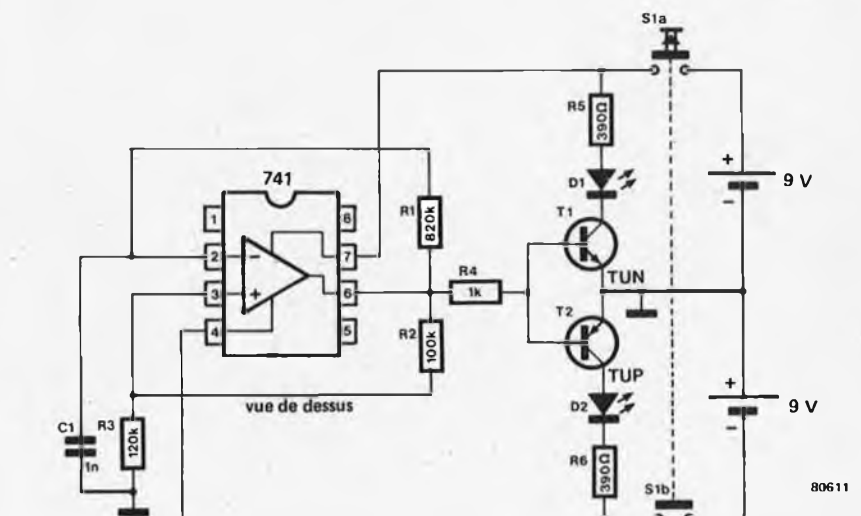 S1a
R5
390Ω
741
R1
820k
D1
T1
+
9 V
−
1
8
2
−
7
3
+
6
4
5
R4
1k
TUN
R2
100k
T2
TUP
vue de dessus
C1
1n
R3
120k
D2
+
9 V
−
R6
390Ω
S1b
80611